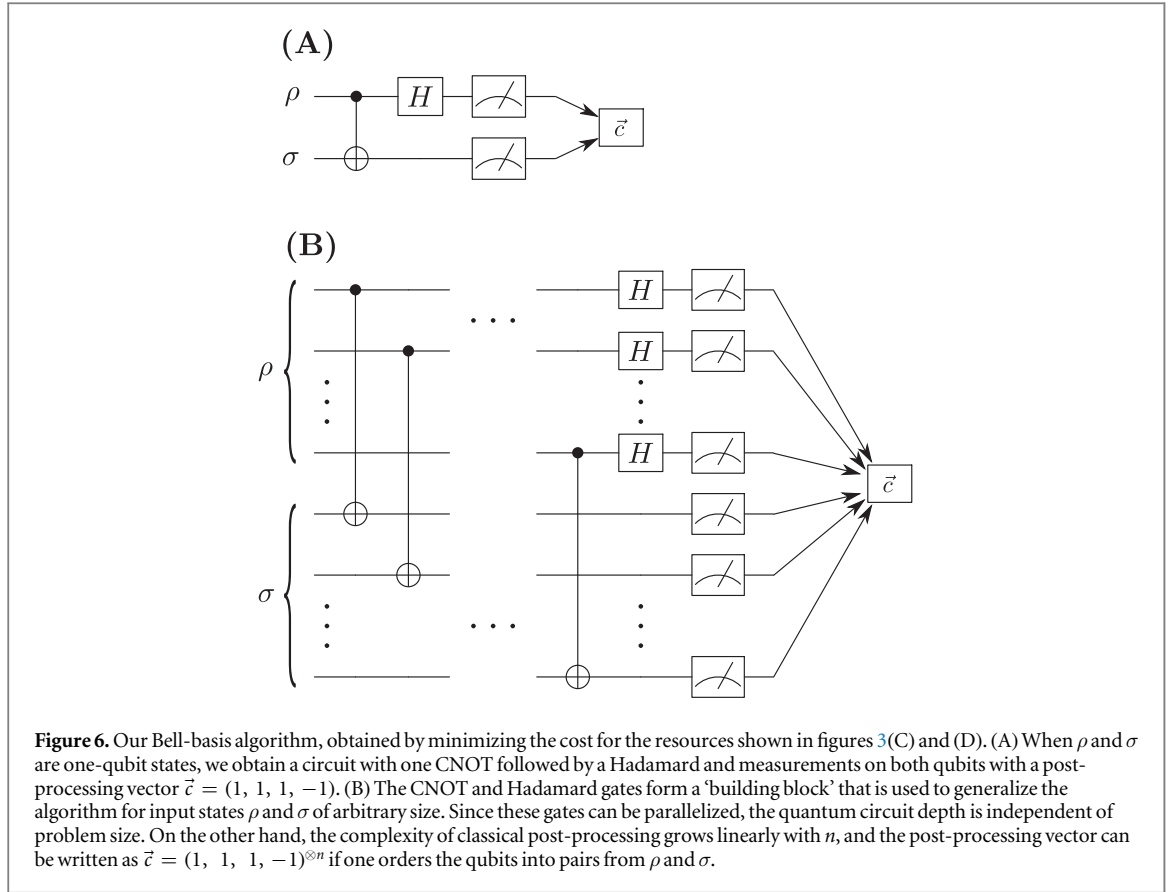 (A)
ρ
H
σ
c⃗
(B)
H
H
ρ
H
c⃗
σ
Figure 6. Our Bell-basis algorithm, obtained by minimizing the cost for the resources shown in figures 3(C) and (D). (A) When ρ and σ
are one-qubit states, we obtain a circuit with one CNOT followed by a Hadamard and measurements on both qubits with a post-
processing vector c⃗ = (1, 1, 1, −1). (B) The CNOT and Hadamard gates form a ‘building block’ that is used to generalize the
algorithm for input states ρ and σ of arbitrary size. Since these gates can be parallelized, the quantum circuit depth is independent of
problem size. On the other hand, the complexity of classical post-processing grows linearly with n, and the post-processing vector can
be written as c⃗ = (1, 1, 1, −1)⊗n if one orders the qubits into pairs from ρ and σ.